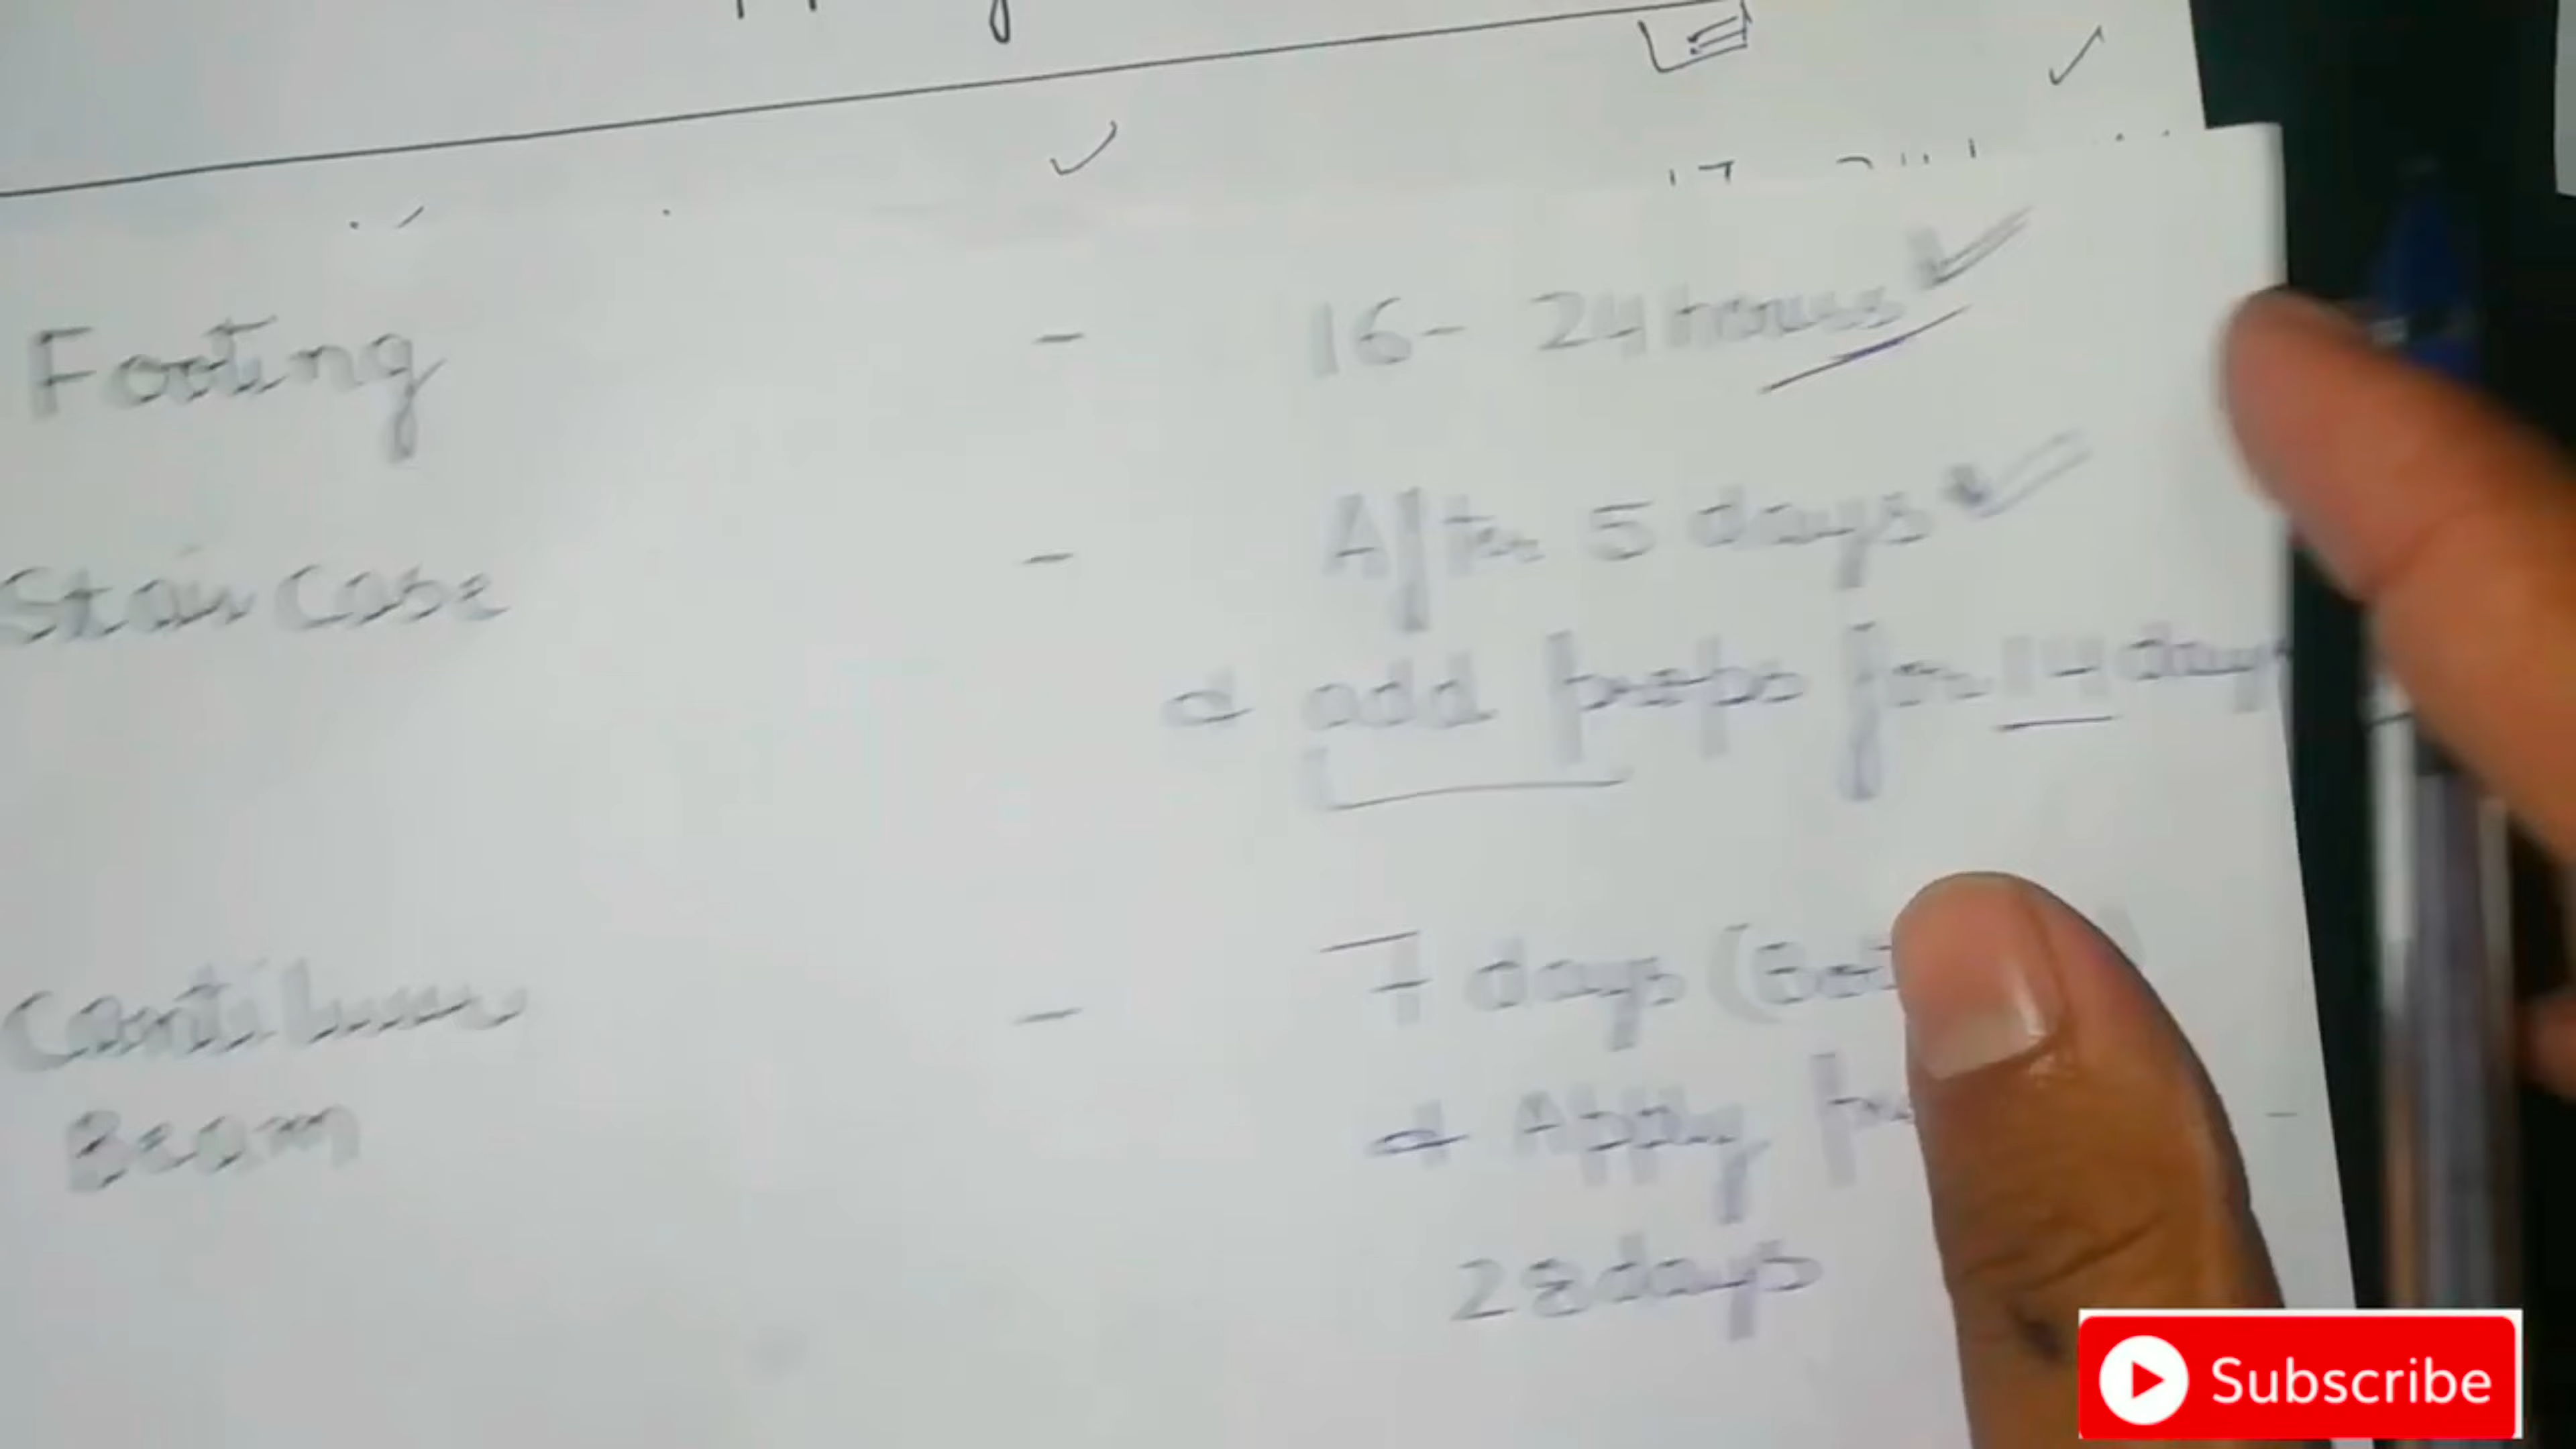 Footing - 16- 24 hours
Stair Case - After 5 days
& add props for 14 days
Cantilever - 7 days
Beam & Apply
28 days
Subscribe